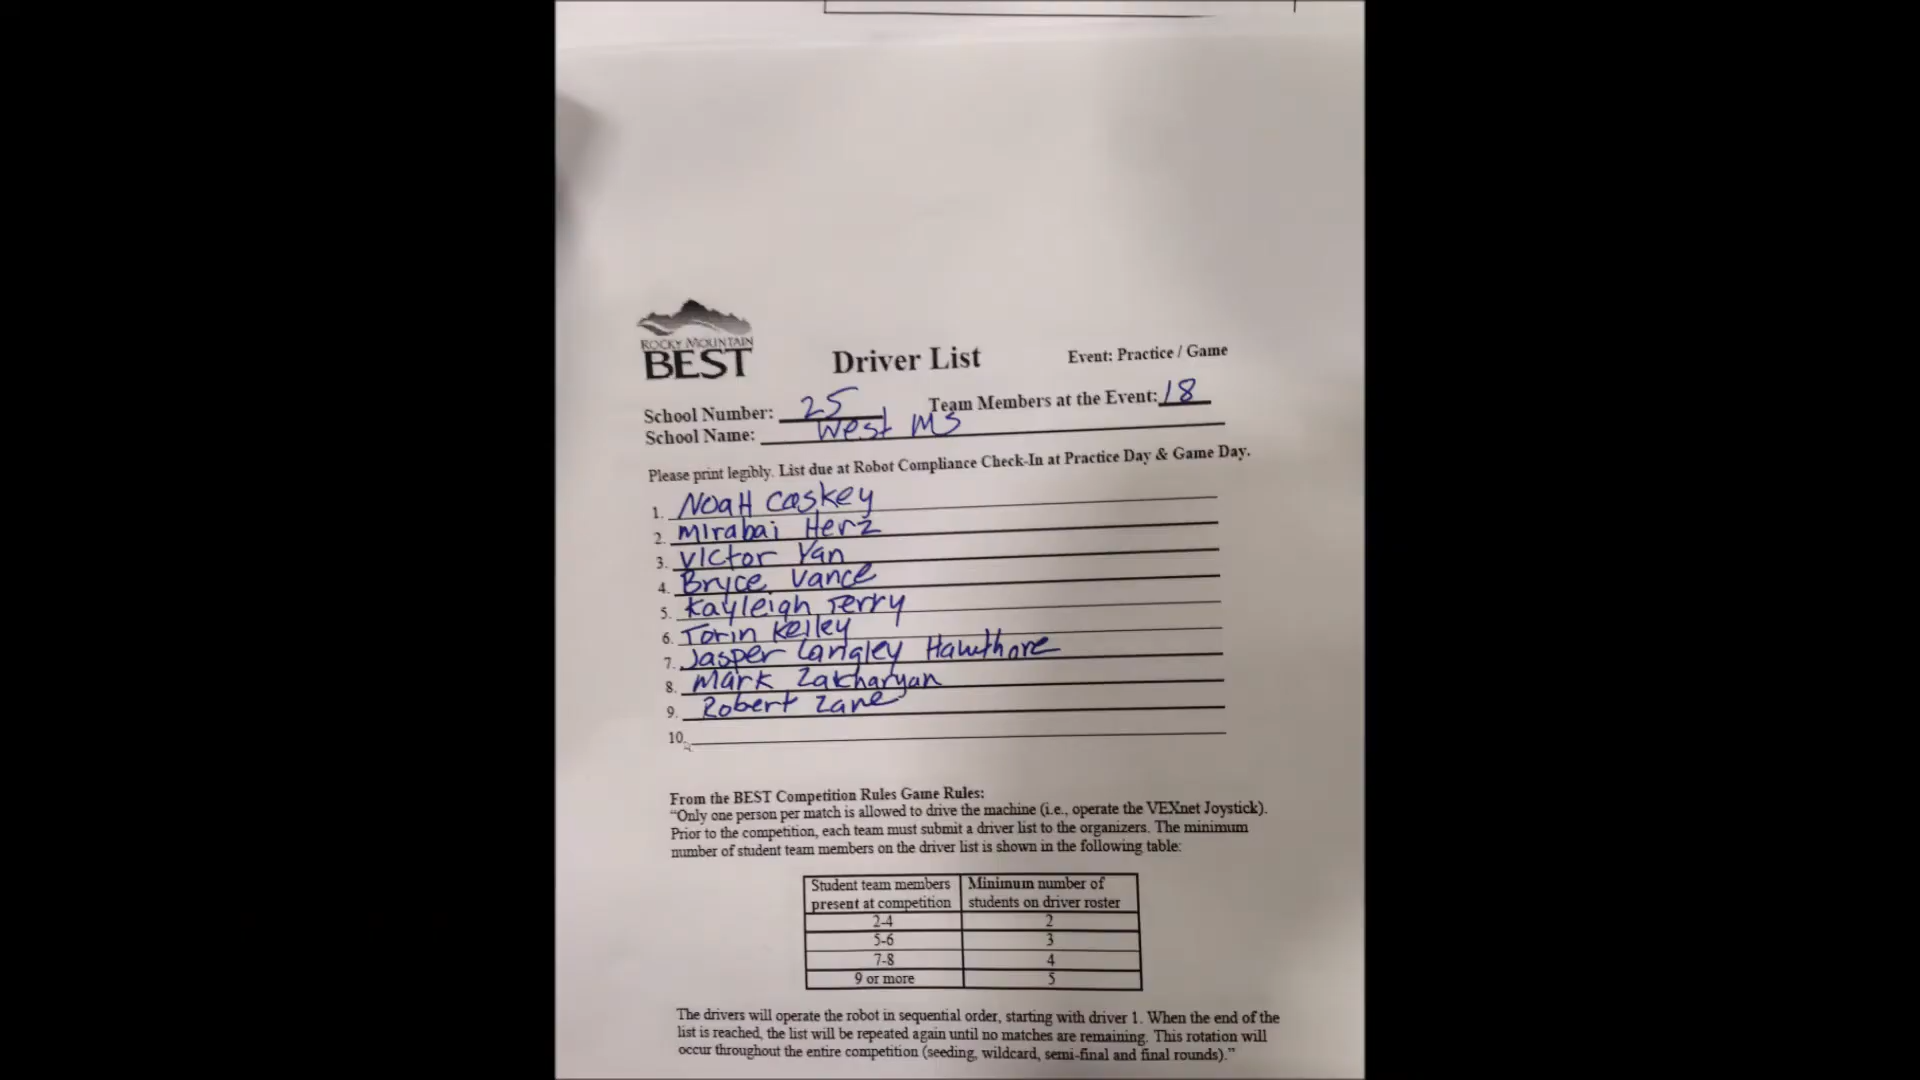 ROCKY MOUNTAIN
BEST
Driver List
Event: Practice / Game
School Number: 25 Team Members at the Event: 18
School Name: West MS
Please print legibly. List due at Robot Compliance Check-In at Practice Day & Game Day.
1. Noah Caskey
2. Mirabai Herz
3. Victor Yan
4. Bryce Vance
5. Kayleigh Terry
6. Torin Kelley
7. Jasper Langley Hawthore
8. Mark Zakharyan
9. Robert Zane
10.
From the BEST Competition Rules Game Rules:
“Only one person per match is allowed to drive the machine (i.e., operate the VEXnet Joystick).
Prior to the competition, each team must submit a driver list to the organizers. The minimum
number of student team members on the driver list is shown in the following table:
Student team members present at competition | Minimum number of students on driver roster
2-4 2
5-6 3
7-8 4
9 or more 5
The drivers will operate the robot in sequential order, starting with driver 1. When the end of the
list is reached, the list will be repeated again until no matches are remaining. This rotation will
occur throughout the entire competition (seeding, wildcard, semi-final and final rounds).”